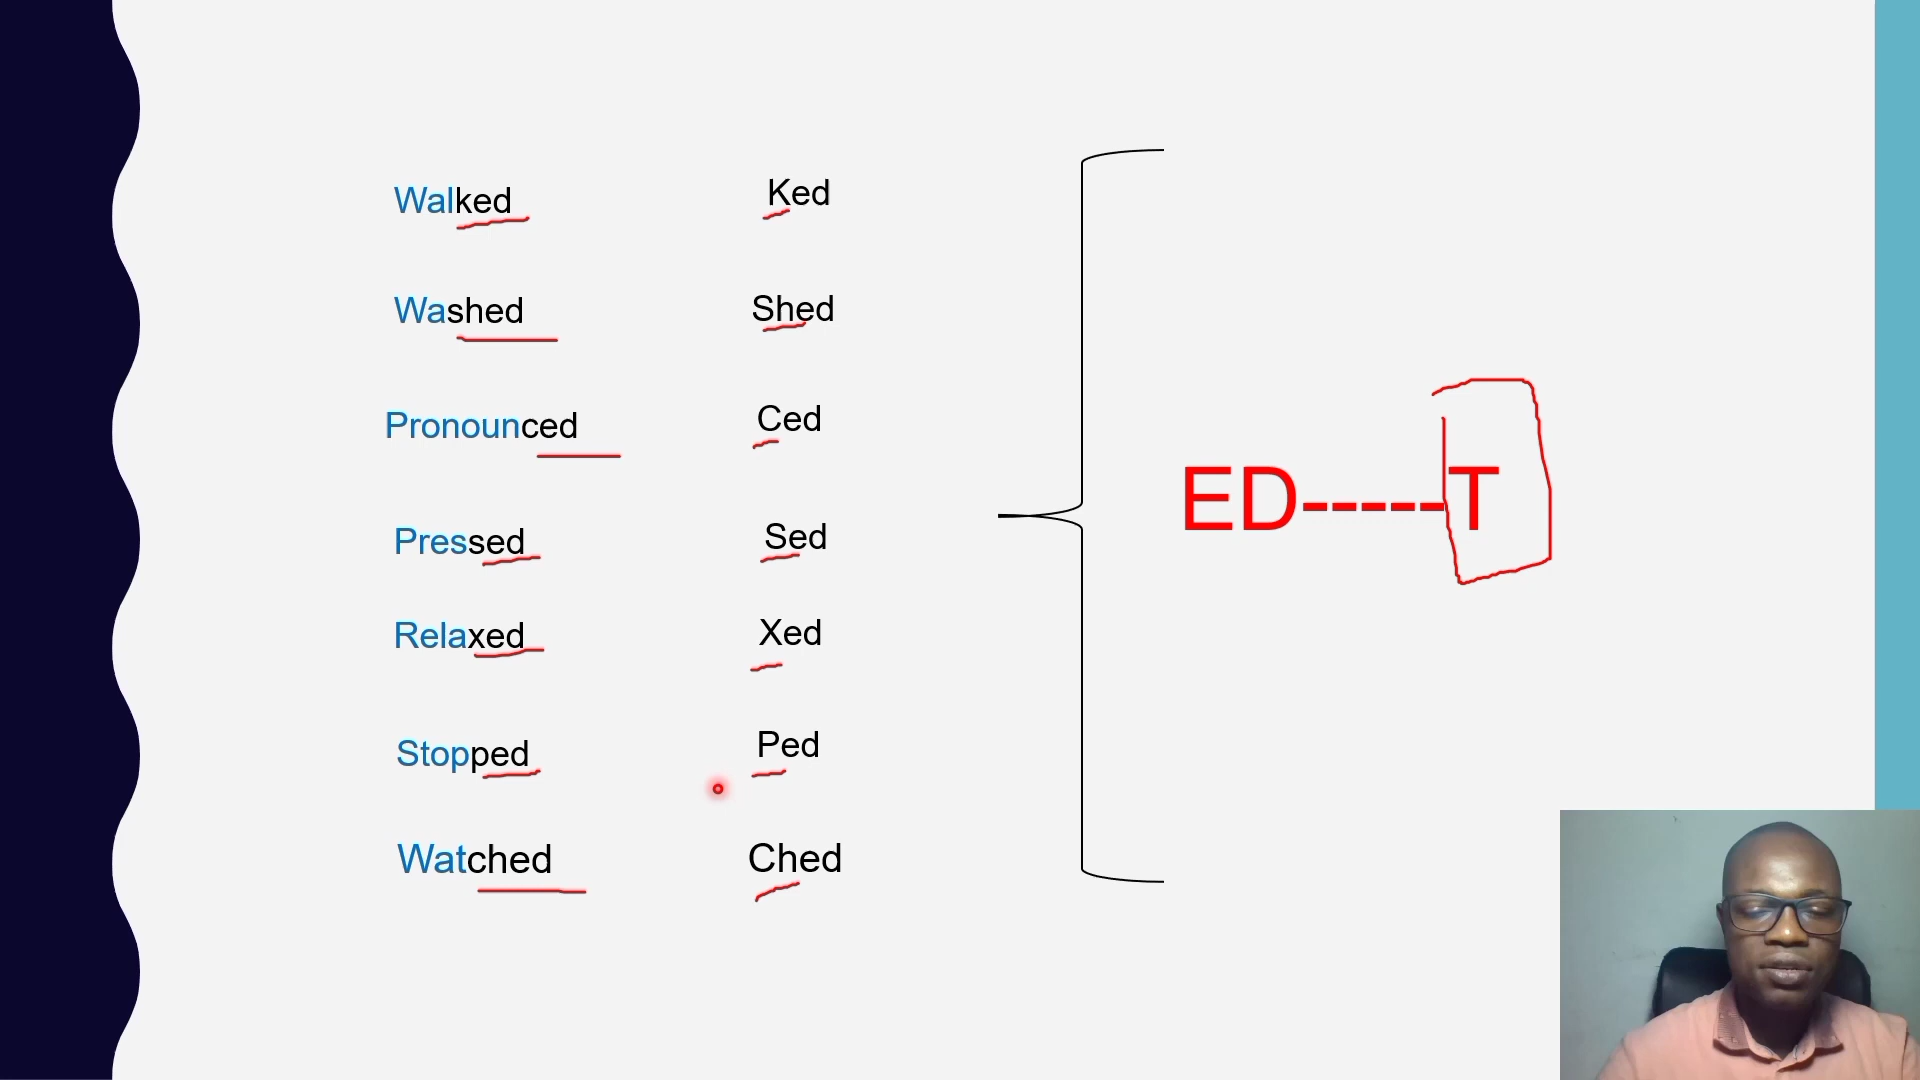 Walked Ked
Washed Shed
Pronounced Ced
Pressed Sed
Relaxed Xed
Stopped Ped
Watched Ched
ED-----T